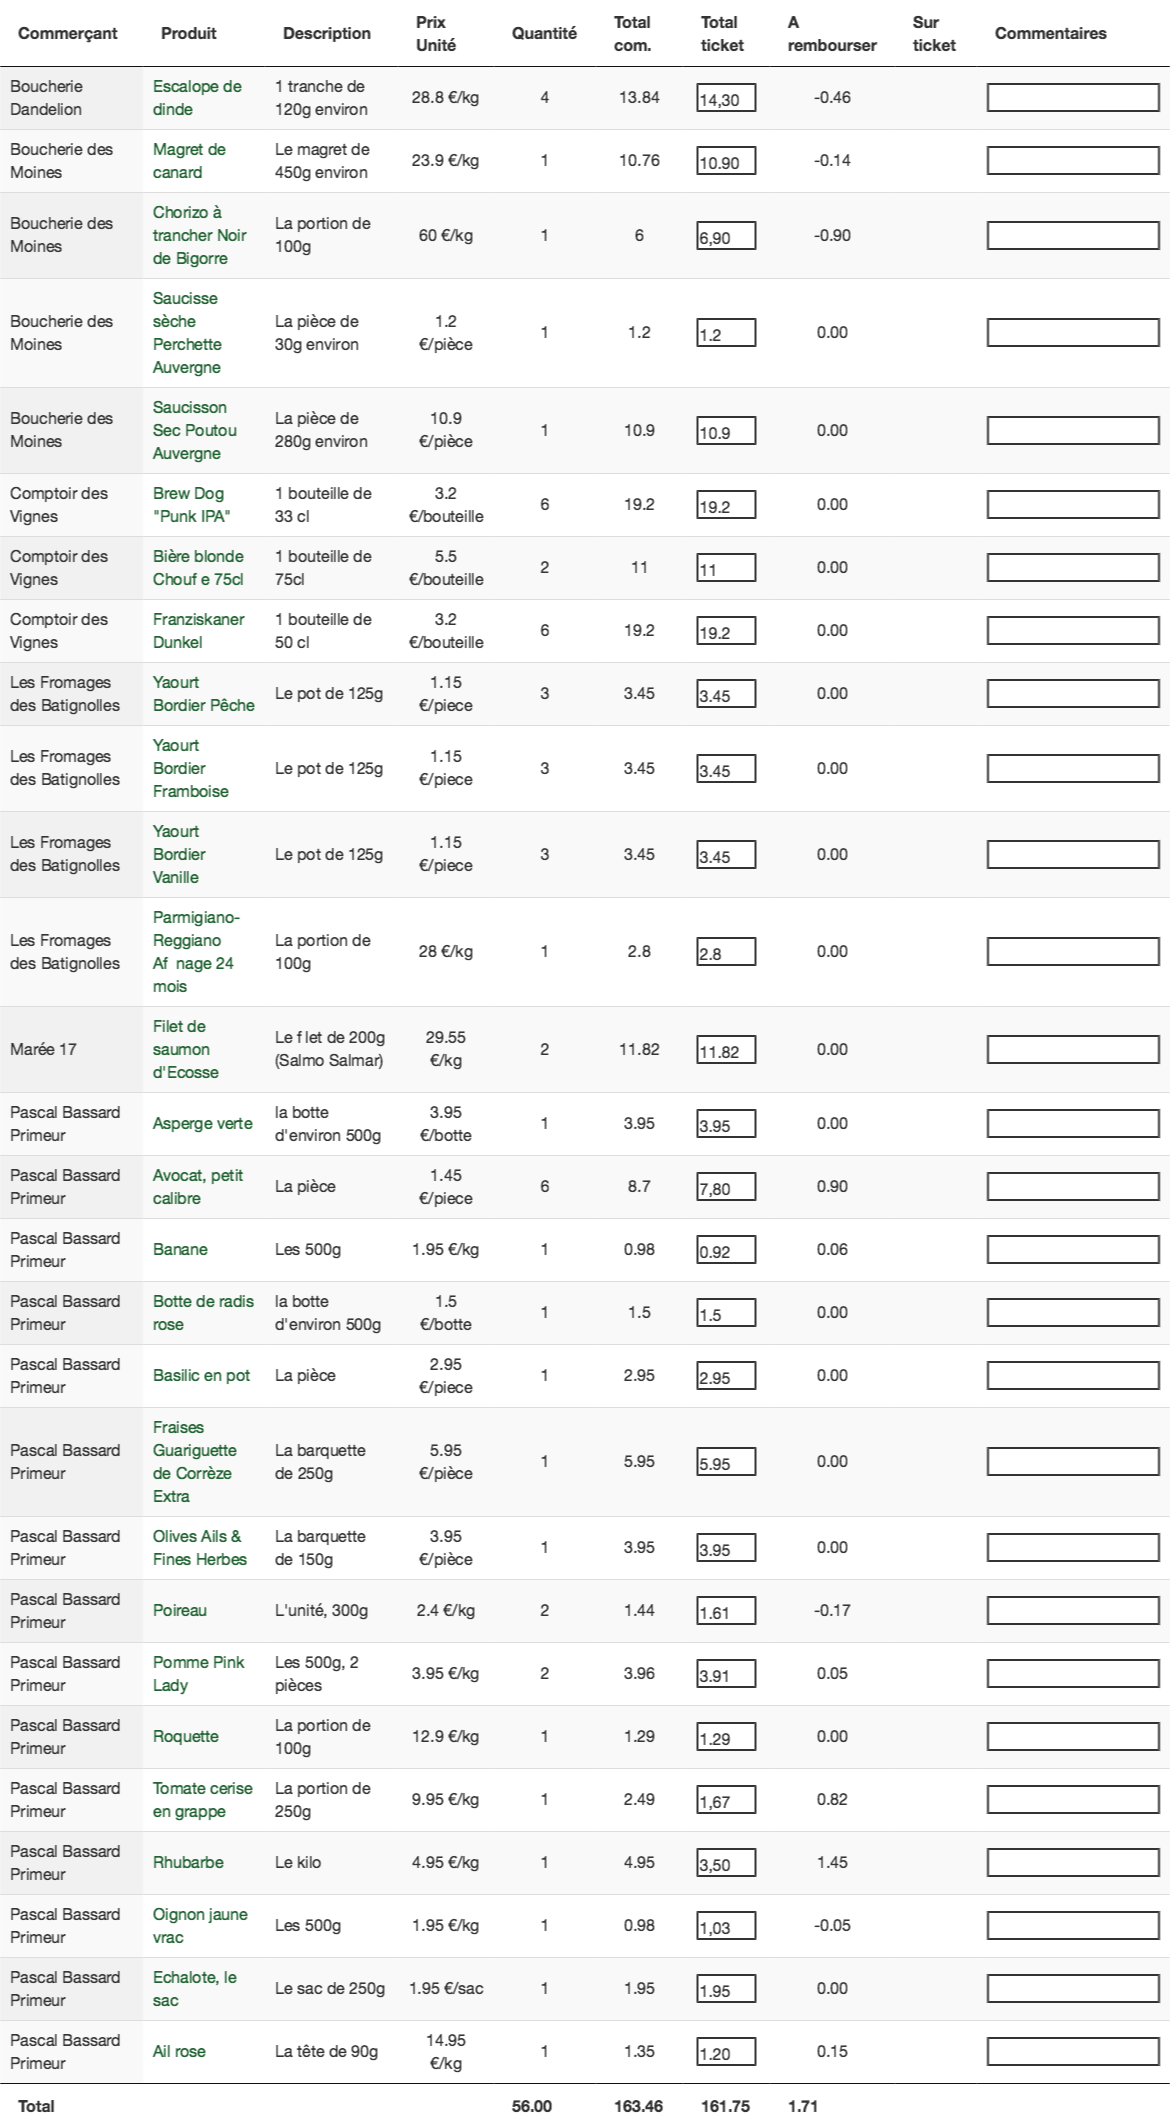 Commerçant Produit Description Prix Unité Quantité Total com. Total ticket A rembourser Sur ticket Commentaires
Boucherie Dandelion Escalope de dinde 1 tranche de 120g environ 28.8 €/kg 4 13.84 14,30 -0.46
Boucherie des Moines Magret de canard Le magret de 450g environ 23.9 €/kg 1 10.76 10.90 -0.14
Boucherie des Moines Chorizo à trancher Noir de Bigorre La portion de 100g 60 €/kg 1 6 6,90 -0.90
Boucherie des Moines Saucisse sèche Perchette Auvergne La pièce de 30g environ 1.2 €/pièce 1 1.2 1.2 0.00
Boucherie des Moines Saucisson Sec Poutou Auvergne La pièce de 280g environ 10.9 €/pièce 1 10.9 10.9 0.00
Comptoir des Vignes Brew Dog "Punk IPA" 1 bouteille de 33 cl 3.2 €/bouteille 6 19.2 19.2 0.00
Comptoir des Vignes Bière blonde Chouf e 75cl 1 bouteille de 75cl 5.5 €/bouteille 2 11 11 0.00
Comptoir des Vignes Franziskaner Dunkel 1 bouteille de 50 cl 3.2 €/bouteille 6 19.2 19.2 0.00
Les Fromages des Batignolles Yaourt Bordier Pêche Le pot de 125g 1.15 €/piece 3 3.45 3.45 0.00
Les Fromages des Batignolles Yaourt Bordier Framboise Le pot de 125g 1.15 €/piece 3 3.45 3.45 0.00
Les Fromages des Batignolles Yaourt Bordier Vanille Le pot de 125g 1.15 €/piece 3 3.45 3.45 0.00
Les Fromages des Batignolles Parmigiano-Reggiano Af nage 24 mois La portion de 100g 28 €/kg 1 2.8 2.8 0.00
Marée 17 Filet de saumon d'Ecosse Le f let de 200g (Salmo Salmar) 29.55 €/kg 2 11.82 11.82 0.00
Pascal Bassard Primeur Asperge verte la botte d'environ 500g 3.95 €/botte 1 3.95 3.95 0.00
Pascal Bassard Primeur Avocat, petit calibre La pièce 1.45 €/piece 6 8.7 7,80 0.90
Pascal Bassard Primeur Banane Les 500g 1.95 €/kg 1 0.98 0.92 0.06
Pascal Bassard Primeur Botte de radis rose la botte d'environ 500g 1.5 €/botte 1 1.5 1.5 0.00
Pascal Bassard Primeur Basilic en pot La pièce 2.95 €/piece 1 2.95 2.95 0.00
Pascal Bassard Primeur Fraises Guariguette de Corrèze Extra La barquette de 250g 5.95 €/pièce 1 5.95 5.95 0.00
Pascal Bassard Primeur Olives Ails & Fines Herbes La barquette de 150g 3.95 €/pièce 1 3.95 3.95 0.00
Pascal Bassard Primeur Poireau L'unité, 300g 2.4 €/kg 2 1.44 1.61 -0.17
Pascal Bassard Primeur Pomme Pink Lady Les 500g, 2 pièces 3.95 €/kg 2 3.96 3.91 0.05
Pascal Bassard Primeur Roquette La portion de 100g 12.9 €/kg 1 1.29 1.29 0.00
Pascal Bassard Primeur Tomate cerise en grappe La portion de 250g 9.95 €/kg 1 2.49 1,67 0.82
Pascal Bassard Primeur Rhubarbe Le kilo 4.95 €/kg 1 4.95 3,50 1.45
Pascal Bassard Primeur Oignon jaune vrac Les 500g 1.95 €/kg 1 0.98 1,03 -0.05
Pascal Bassard Primeur Echalote, le sac Le sac de 250g 1.95 €/sac 1 1.95 1.95 0.00
Pascal Bassard Primeur Ail rose La tête de 90g 14.95 €/kg 1 1.35 1.20 0.15
Total 56.00 163.46 161.75 1.71